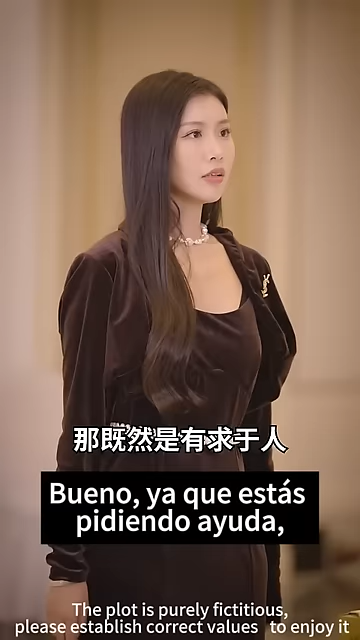 那既然是有求于人
Bueno, ya que estás
pidiendo ayuda,
The plot is purely fictitious,
please establish correct values to enjoy it